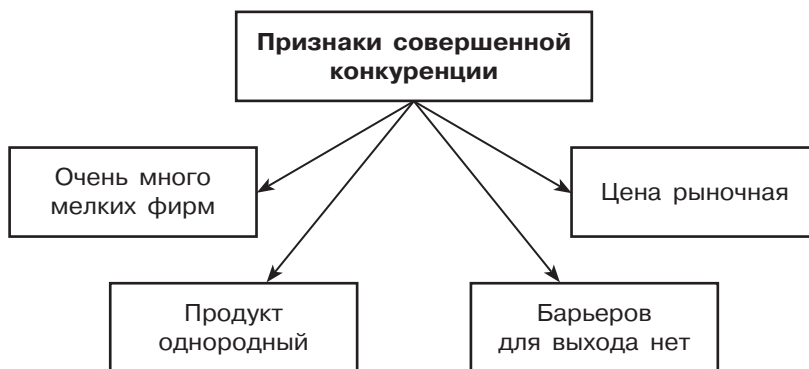 Признаки совершенной
конкуренции
Очень много
мелких фирм
Цена рыночная
Продукт
однородный
Барьеров
для выхода нет